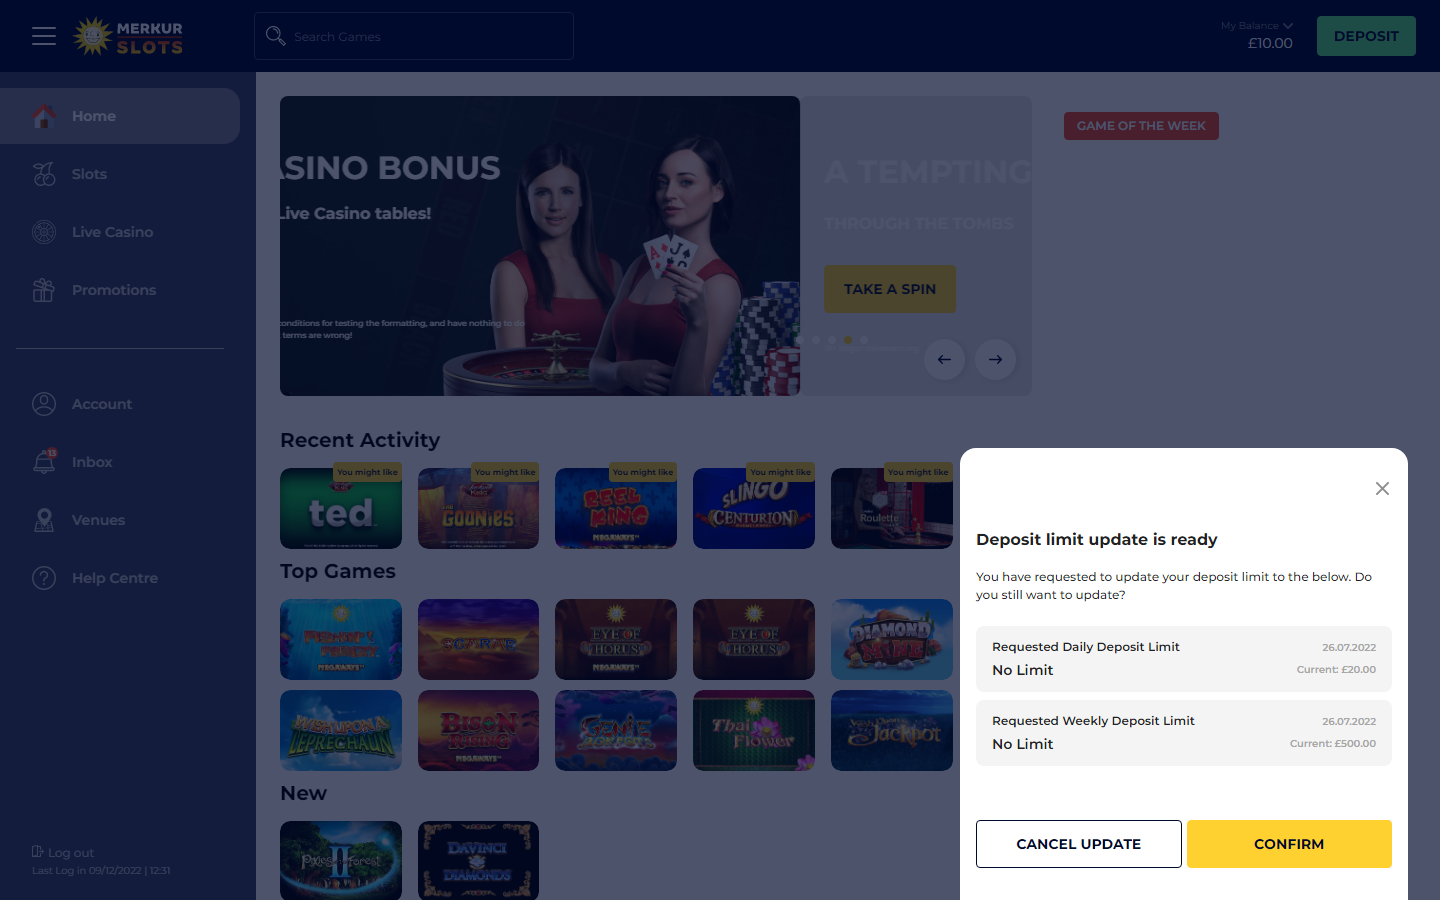 MERKUR
SLOTS
Search Games
My Balance
£10.00
DEPOSIT
Home
Slots
Live Casino
Promotions
Account
13
Inbox
Venues
Help Centre
Log out
Last Log in 09/12/2022 | 12:31
ASINO BONUS
Live Casino tables!
conditions for testing the formatting, and have nothing to do
terms are wrong!
A TEMPTING
THROUGH THE TOMBS
TAKE A SPIN
GAME OF THE WEEK
Recent Activity
You might like
You might like
You might like
You might like
You might like
ted
THE
GOONIES
REEL
KING
MEGAWAYS
SLINGO
CENTURION
Roulette
Top Games
MEGAWAYS
EYE OF
HORUS
MEGAWAYS
EYE OF
HORUS
DIAMOND
MINE
WISH UPON A
LEPRECHAUN
BISON
RISING
MEGAWAYS
Genie
Jackpots
Thai
Flower
Jackpot
New
Pixies of the Forest
II
DAVINCI
DIAMONDS
Deposit limit update is ready
You have requested to update your deposit limit to the below. Do
you still want to update?
Requested Daily Deposit Limit
26.07.2022
No Limit
Current: £20.00
Requested Weekly Deposit Limit
26.07.2022
No Limit
Current: £500.00
CANCEL UPDATE
CONFIRM